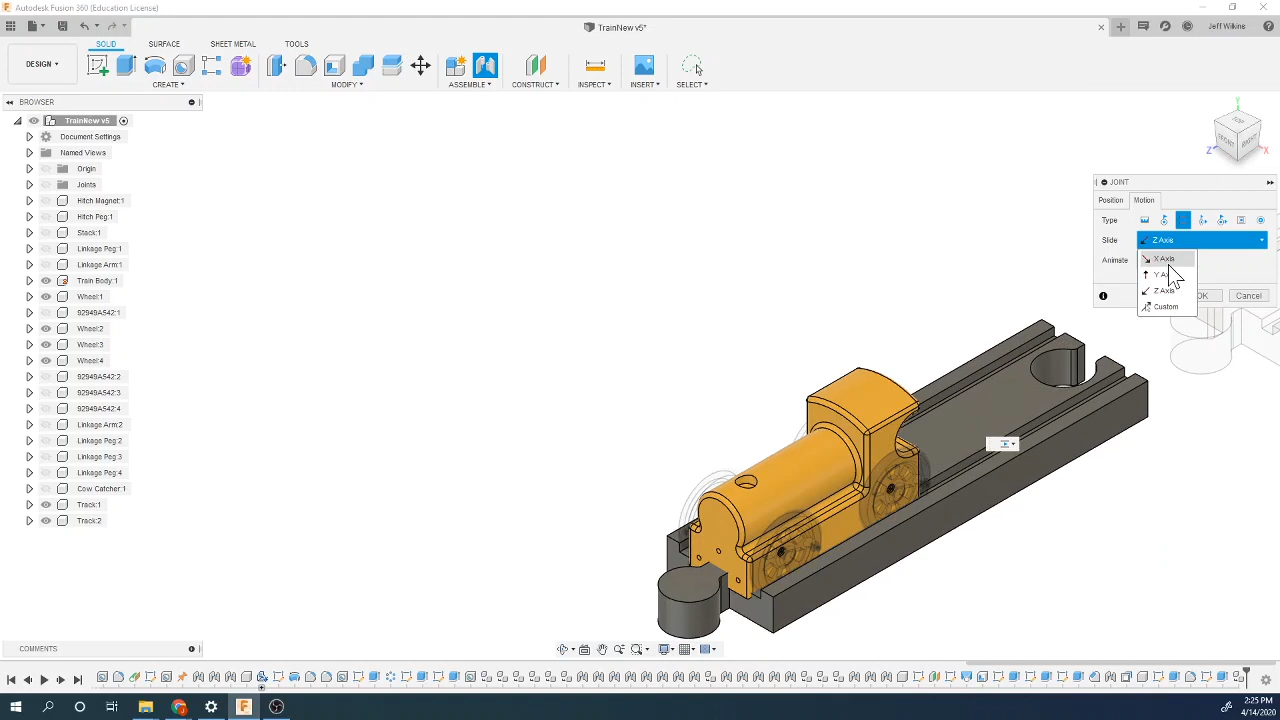 Autodesk Fusion 360 (Education License)
TrainNew v5*
Jeff Wilkins
SOLID SURFACE SHEET METAL TOOLS
DESIGN
CREATE MODIFY ASSEMBLE CONSTRUCT INSPECT INSERT SELECT
BROWSER
TrainNew v5
Document Settings
Named Views
Origin
Joints
Hitch Magnet:1
Hitch Peg:1
Stack:1
Linkage Peg:1
Linkage Arm:1
Train Body:1
Wheel:1
92949A542:1
Wheel:2
Wheel:3
Wheel:4
92949A542:2
92949A542:3
92949A542:4
Linkage Arm:2
Linkage Peg:2
Linkage Peg:3
Linkage Peg:4
Cow Catcher:1
Track:1
Track:2
Y
TOP
FRONT RIGHT
Z X
JOINT
Position Motion
Type
Slide Z Axis
Animate
X Axis
Z Axis
Custom
OK Cancel
COMMENTS
2:25 PM
4/14/2020